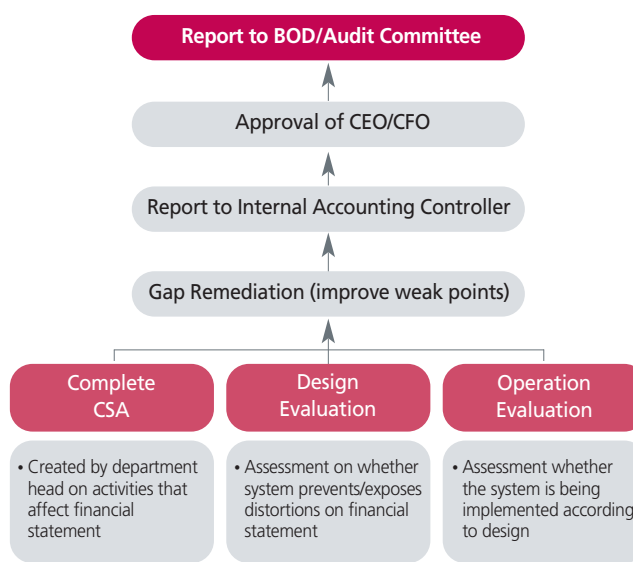 Report to BOD/Audit Committee
Approval of CEO/CFO
Report to Internal Accounting Controller
Gap Remediation (improve weak points)
Complete
CSA
• Created by department
head on activities that
affect financial
statement
Design
Evaluation
• Assessment on whether
system prevents/exposes
distortions on financial
statement
Operation
Evaluation
• Assessment whether
the system is being
implemented according
to design